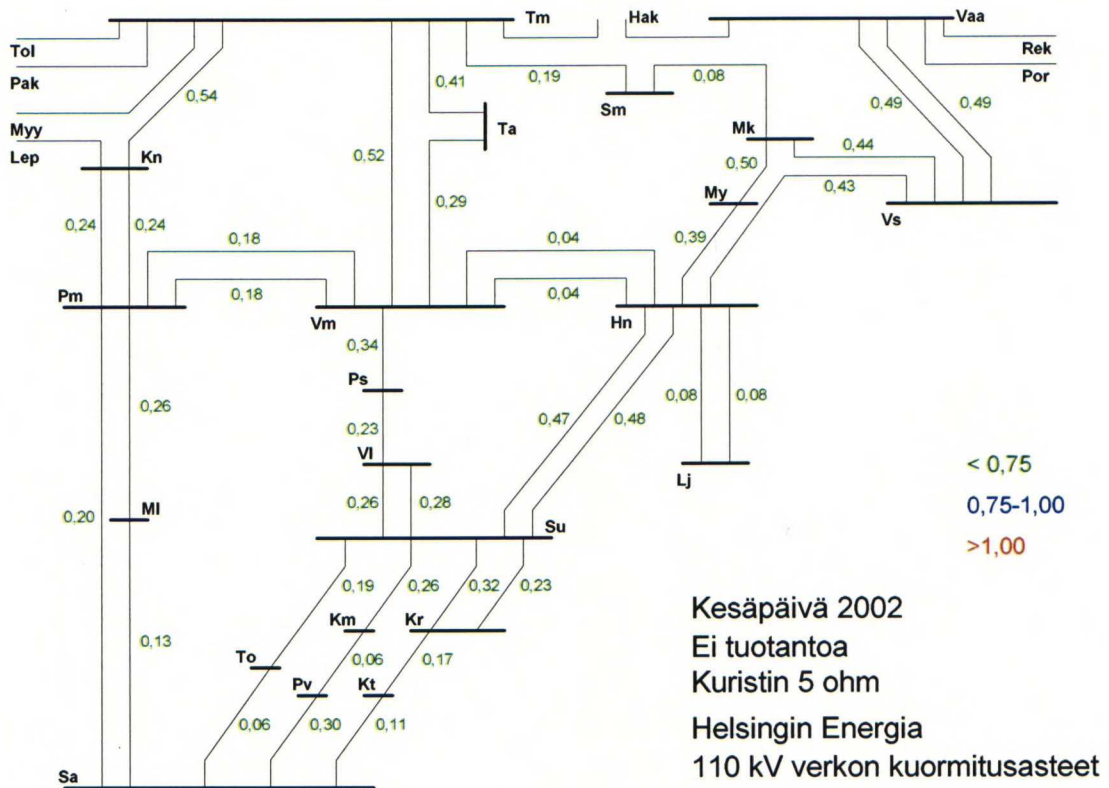 Tm
Hak
Vaa
Tol
Rek
Pak
Por
0,54
0,41
0,19
0,08
0,49
0,49
Sm
Myy
Ta
Mk
Lep
Kn
0,52
0,44
0,50
0,43
My
Vs
0,24
0,24
0,29
0,39
0,18
0,04
0,18
0,04
Pm
Vm
Hn
0,34
Ps
0,26
0,47
0,48
0,08
0,08
0,23
Vl
Lj
< 0,75
0,20
Ml
0,26
0,28
Su
0,75-1,00
>1,00
0,19
0,26
0,32
0,23
Kesäpäivä 2002
Km
Kr
0,13
To
0,06
0,17
Ei tuotantoa
Pv
Kt
Kuristin 5 ohm
0,06
0,30
0,11
Helsingin Energia
Sa
110 kV verkon kuormitusasteet